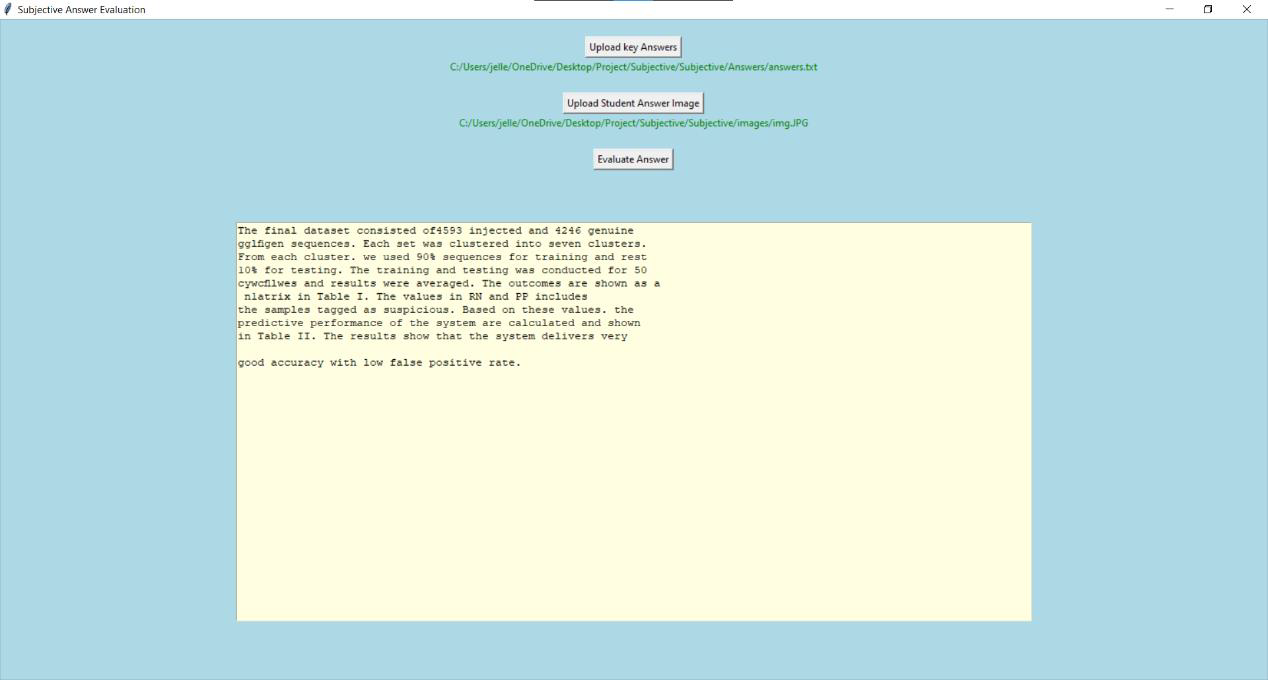 Subjective Answer Evaluation
Upload key Answers
C:/Users/jelle/OneDrive/Desktop/Project/Subjective/Subjective/Answers/answers.txt
Upload Student Answer Image
C:/Users/jelle/OneDrive/Desktop/Project/Subjective/Subjective/images/img.JPG
Evaluate Answer
The final dataset consisted of4593 injected and 4246 genuine
gglfigen sequences. Each set was clustered into seven clusters.
From each cluster. we used 90% sequences for training and rest
10% for testing. The training and testing was conducted for 50
cywcflwes and results were averaged. The outcomes are shown as a
nlatrix in Table I. The values in RN and PP includes
the samples tagged as suspicious. Based on these values. the
predictive performance of the system are calculated and shown
in Table II. The results show that the system delivers very
good accuracy with low false positive rate.